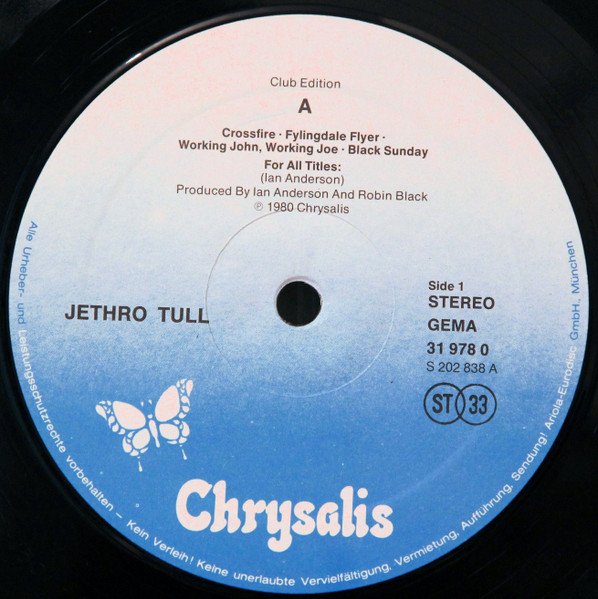 Club Edition
A
Crossfire · Fylingdale Flyer ·
Working John, Working Joe · Black Sunday
For All Titles:
(Ian Anderson)
Produced By Ian Anderson And Robin Black
℗ 1980 Chrysalis
JETHRO TULL
Side 1
STEREO
GEMA
31 978 0
S 202 838 A
ST 33
Chrysalis
Alle Urheber- und Leistungsschutzrechte vorbehalten – Kein Verleih! Keine unerlaubte Vervielfältigung, Vermietung, Aufführung, Sendung! Ariola-Eurodisc GmbH, München